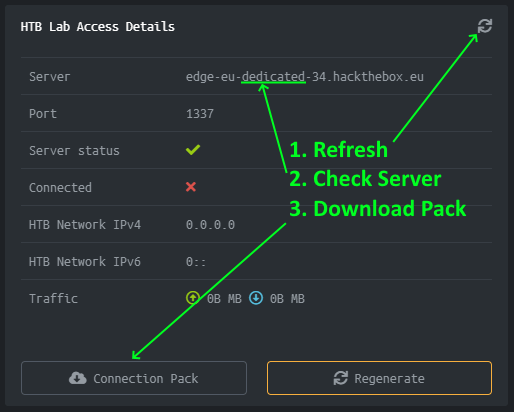 HTB Lab Access Details
Server edge-eu-dedicated-34.hackthebox.eu
Port 1337
Server status
1. Refresh
Connected
2. Check Server
3. Download Pack
HTB Network IPv4 0.0.0.0
HTB Network IPv6 0::
Traffic 0B MB 0B MB
Connection Pack
Regenerate